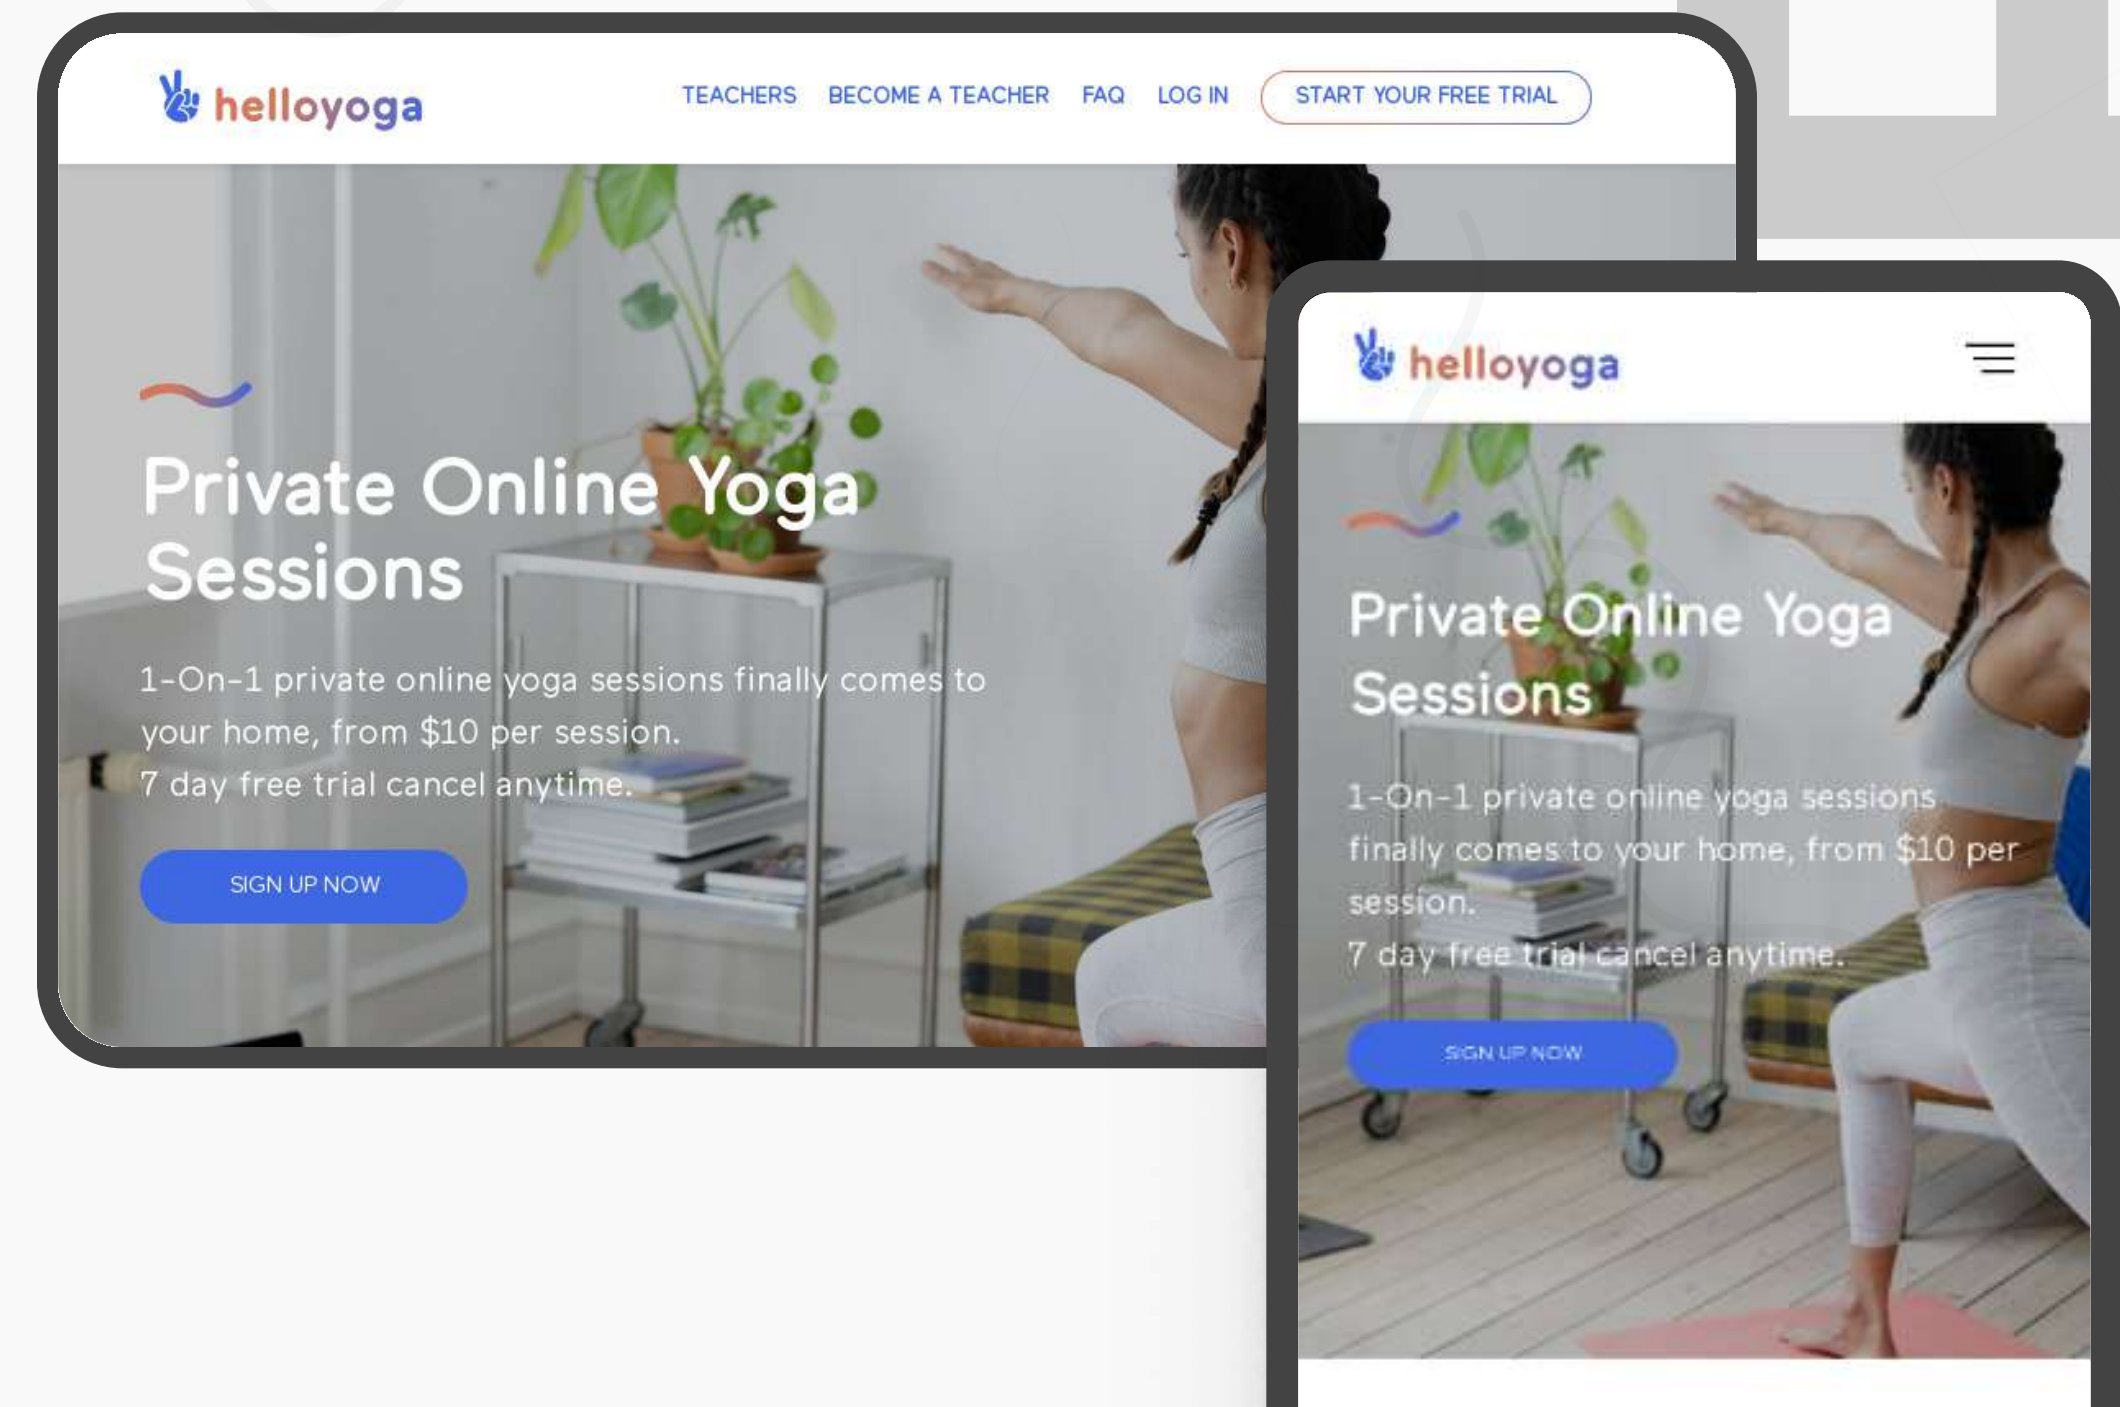 helloyoga
TEACHERS BECOME A TEACHER FAQ LOG IN START YOUR FREE TRIAL
Private Online Yoga
Sessions
1-On-1 private online yoga sessions finally comes to
your home, from $10 per session.
7 day free trial cancel anytime.
SIGN UP NOW
helloyoga
Private Online Yoga
Sessions
1-On-1 private online yoga sessions
finally comes to your home, from $10 per
session.
7 day free trial cancel anytime.
SIGN UP NOW